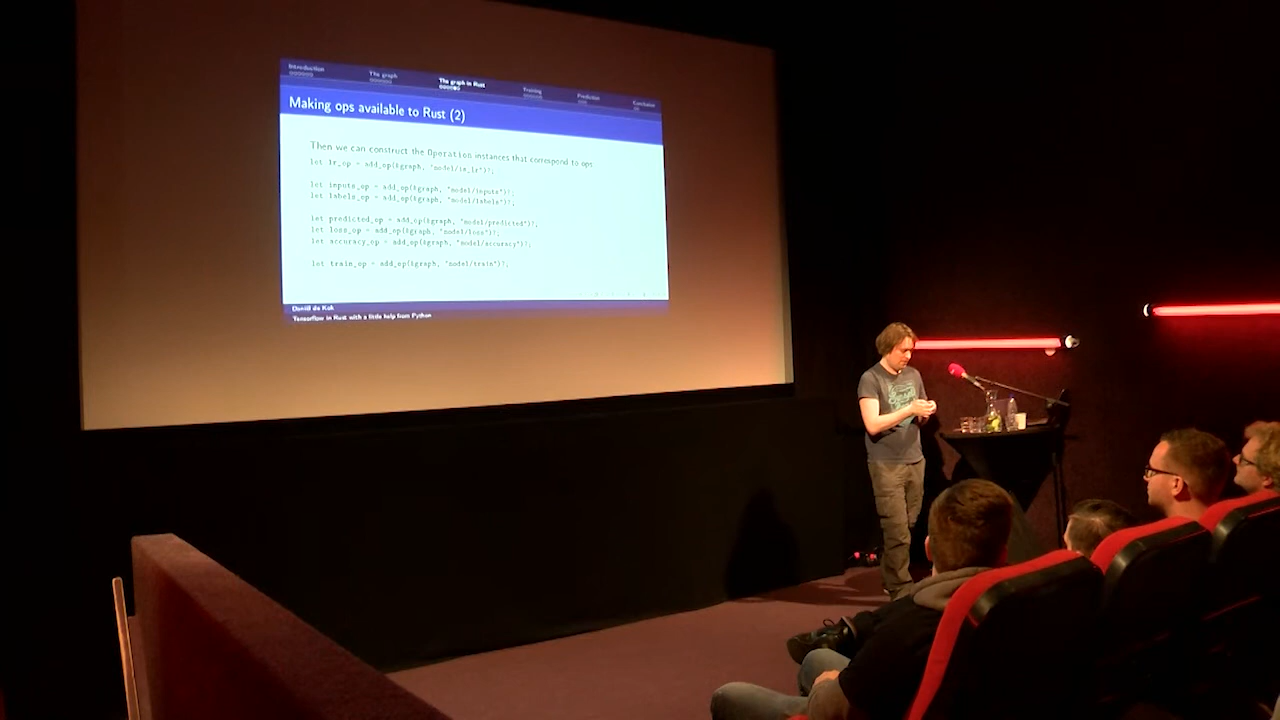 Introduction
The graph
The graph in Rust
Training
Prediction
Conclusion
Making ops available to Rust (2)
Then we can construct the Operation instances that correspond to ops
let lr_op = add_op(&graph, "model/lr")?;
let inputs_op = add_op(&graph, "model/inputs")?;
let labels_op = add_op(&graph, "model/labels")?;
let predicted_op = add_op(&graph, "model/predicted")?;
let loss_op = add_op(&graph, "model/loss")?;
let accuracy_op = add_op(&graph, "model/accuracy")?;
let train_op = add_op(&graph, "model/train")?;
Daniël de Kok
Tensorflow in Rust with a little help from Python